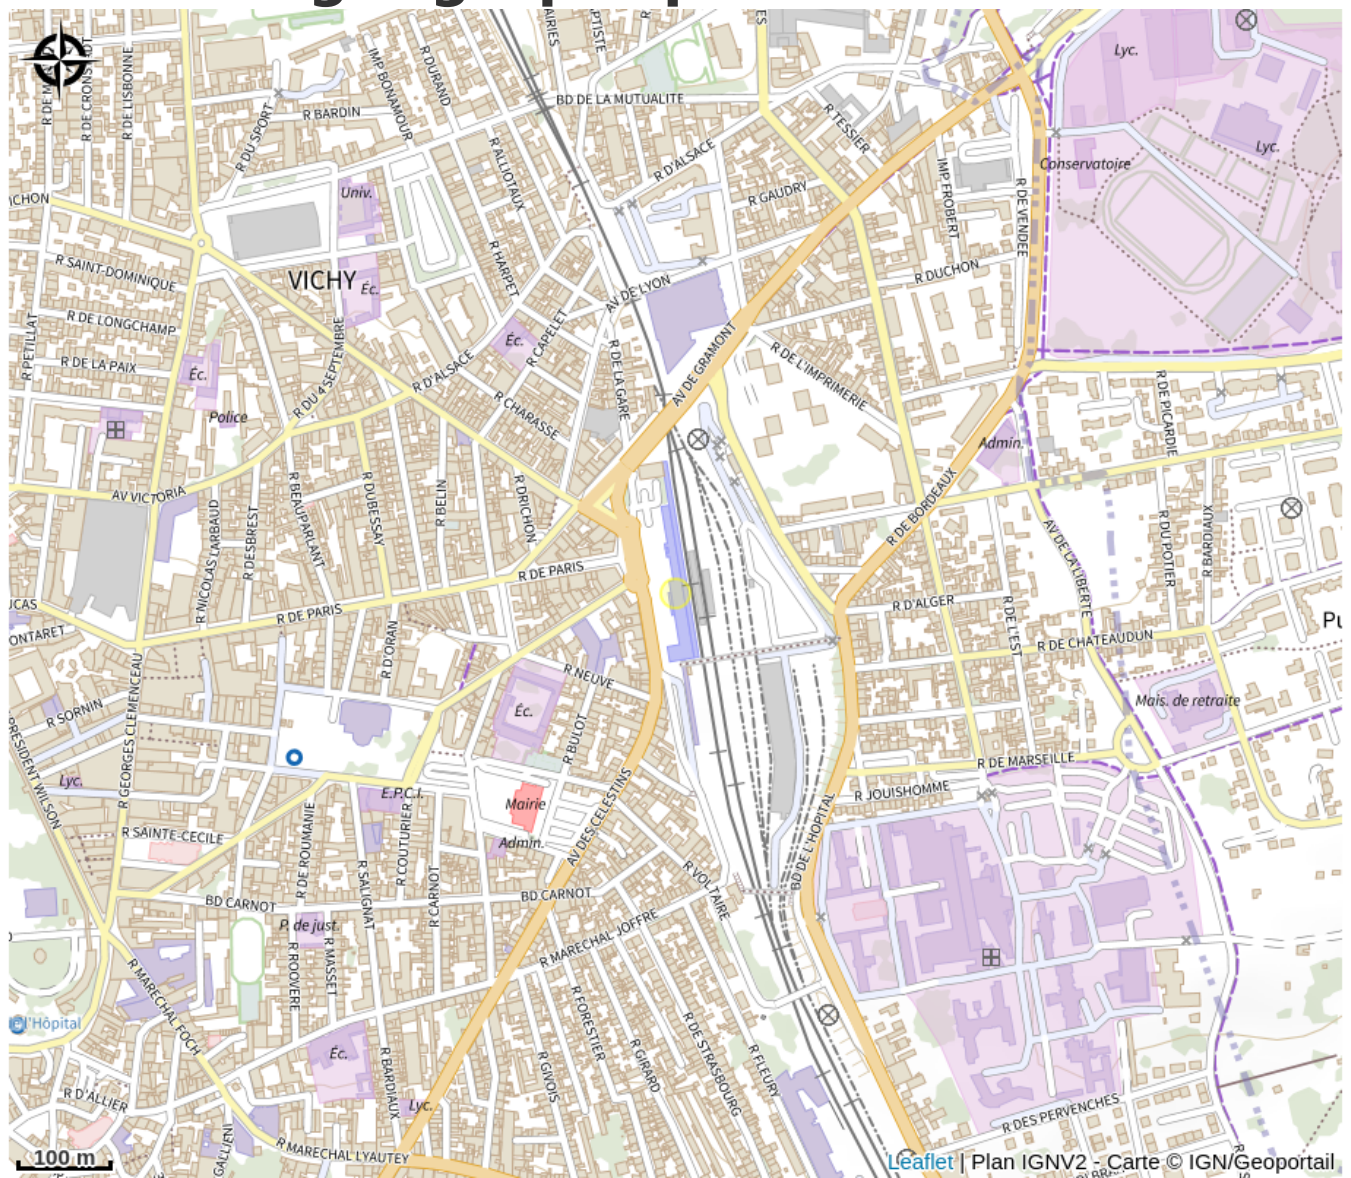 BD DE LA MUTUALITE
Lyc.
R DE LISBONNE
IMP BONAMOUR
R DURAND
R BARDIN
R DU SPORT
R TESSIER
R D'ALSACE
R ALLIOTAUX
Conservatoire
Lyc.
Univ.
R GAUDRY
IMP FROBERT
R DE VENDEE
R SAINT-DOMINIQUE
VICHY
Éc.
R HARPET
AV DE LYON
R DUCHON
R DE LONGCHAMP
R PETILLAT
R DE LA PAIX
Éc.
R DU 4 SEPTEMBRE
R D'ALSACE
Éc.
R CAPELET
R DE LA GARE
AV DE GRAMONT
R DE L'IMPRIMERIE
R DE PICARDIE
Police
R CHARASSE
Admin.
AV VICTORIA
R BEAUPARLANT
R DUBESSAY
R BELIN
R DRICHON
R DE BORDEAUX
R NICOLAS LARBAUD
R DESBREST
AV DE LA LIBERTE
R DU POTIER
R BARDIAUX
R DE PARIS
R DE PARIS
R D'ORAN
R D'ALGER
R DE L'EST
R DE CHATEAUDUN
R NEUVE
R SORNIN
R GEORGES CLEMENCEAU
Éc.
R BULOT
Mais. de retraite
PRESIDENT WILSON
Lyc.
E.P.C.I.
Mairie
R DE MARSEILLE
R JOUISHOMME
R SAINTE-CECILE
R DE ROUMANIE
R SALIGNAT
R COUTURIER
R CARNOT
Admin.
AV DES CELESTINS
BD DE L'HOPITAL
R VOLTAIRE
BD CARNOT
BD CARNOT
P. de just.
R ROOVERE
R MASSET
R MARECHAL JOFFRE
R MARECHAL FOCH
l'Hôpital
Éc.
R BARDIAUX
R FORESTIER
R GIVOIS
R GIRARD
R DE STRASBOURG
R FLEURY
R D'ALLIER
Lyc.
R DES PERVENCHES
GALLIENI
R MARECHAL LYAUTEY
100 m
Leaflet | Plan IGNV2 - Carte © IGN/Geoportail